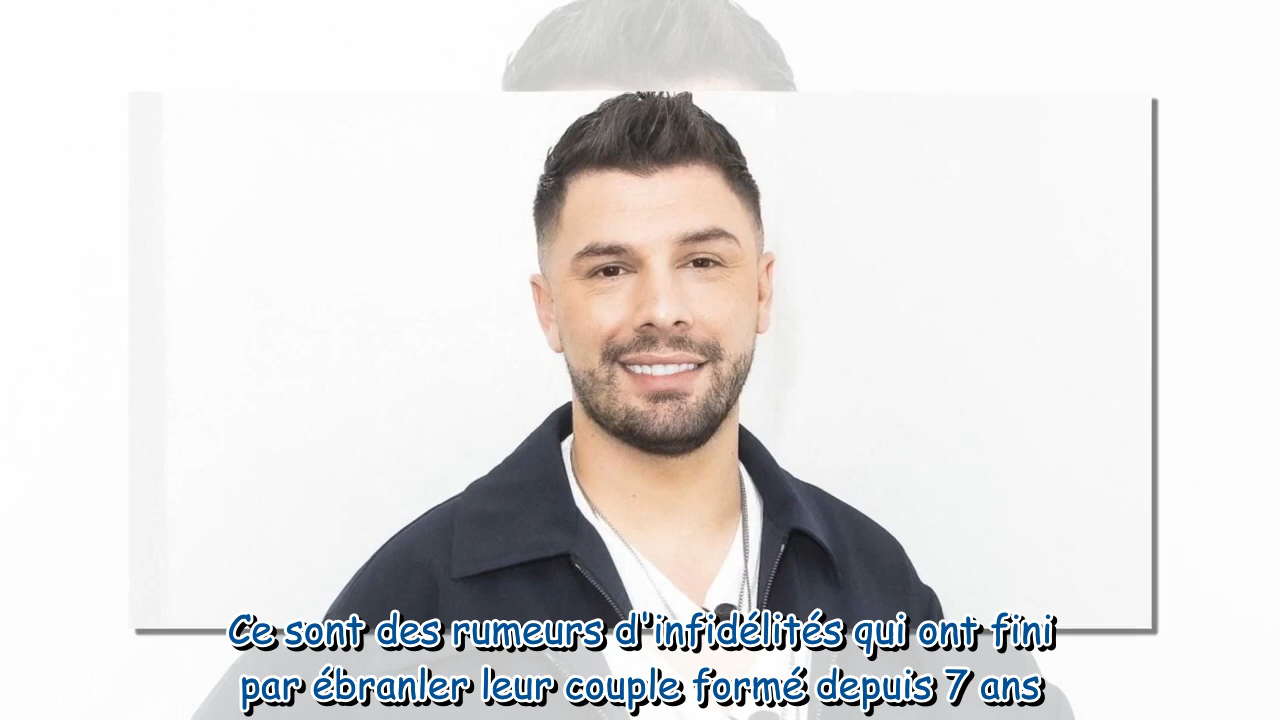 Ce sont des rumeurs d'infidélités qui ont fini
par ébranler leur couple formé depuis 7 ans